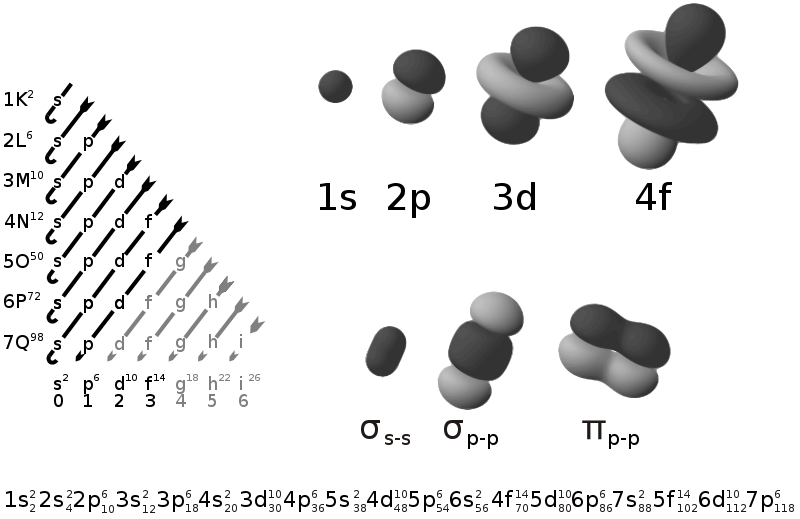 1K²
s
2L⁶
s p
3M¹⁰
s p d
4N¹²
s p d f
5O⁵⁰
s p d f g
6P⁷²
s p d f g h
7Q⁹⁸
s p d f g h i
s² p⁶ d¹⁰ f¹⁴ g¹⁸ h²² i²⁶
0 1 2 3 4 5 6
1s 2p 3d 4f
σₛ₋ₛ σₚ₋ₚ πₚ₋ₚ
1s²₂ 2s²₄ 2p⁶₁₀ 3s²₁₂ 3p⁶₁₈ 4s²₂₀ 3d¹⁰₃₀ 4p⁶₃₆ 5s²₃₈ 4d¹⁰₄₈ 5p⁶₅₄ 6s²₅₆ 4f¹⁴₇₀ 5d¹⁰₈₀ 6p⁶₈₆ 7s²₈₈ 5f¹⁴₁₀₂ 6d¹⁰₁₁₂ 7p⁶₁₁₈